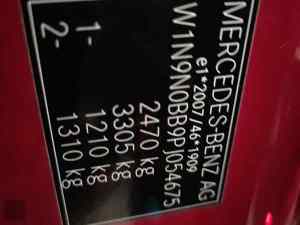 MERCEDES-BENZ AG
e1*2007/46*1909
W1N9N0BB9PJ054675
2470 kg
3305 kg
1- 1210 kg
2- 1310 kg